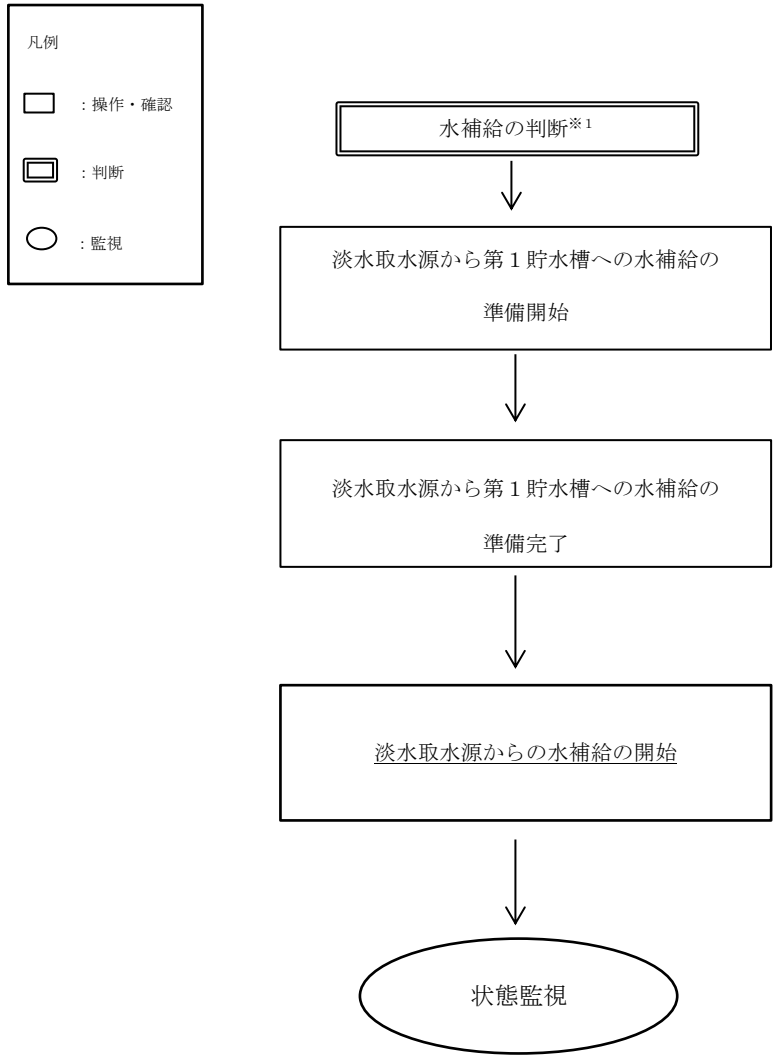 凡例
：操作・確認
：判断
：監視
水補給の判断※1
淡水取水源から第１貯水槽への水補給の
準備開始
淡水取水源から第１貯水槽への水補給の
準備完了
淡水取水源からの水補給の開始
状態監視